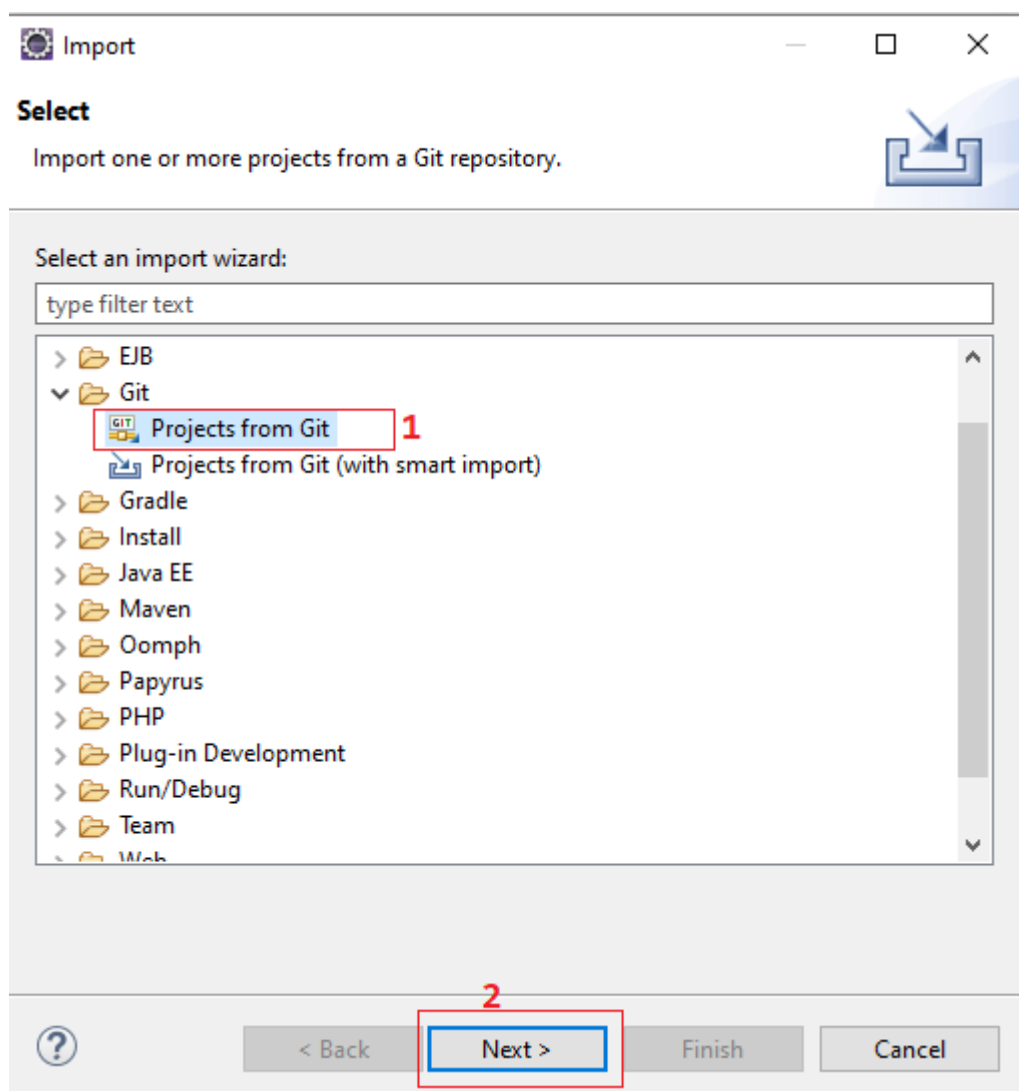 Import
Select
Import one or more projects from a Git repository.
Select an import wizard:
type filter text
EJB
Git
GIT Projects from Git 1
Projects from Git (with smart import)
Gradle
Install
Java EE
Maven
Oomph
Papyrus
PHP
Plug-in Development
Run/Debug
Team
Web
2
? < Back Next > Finish Cancel